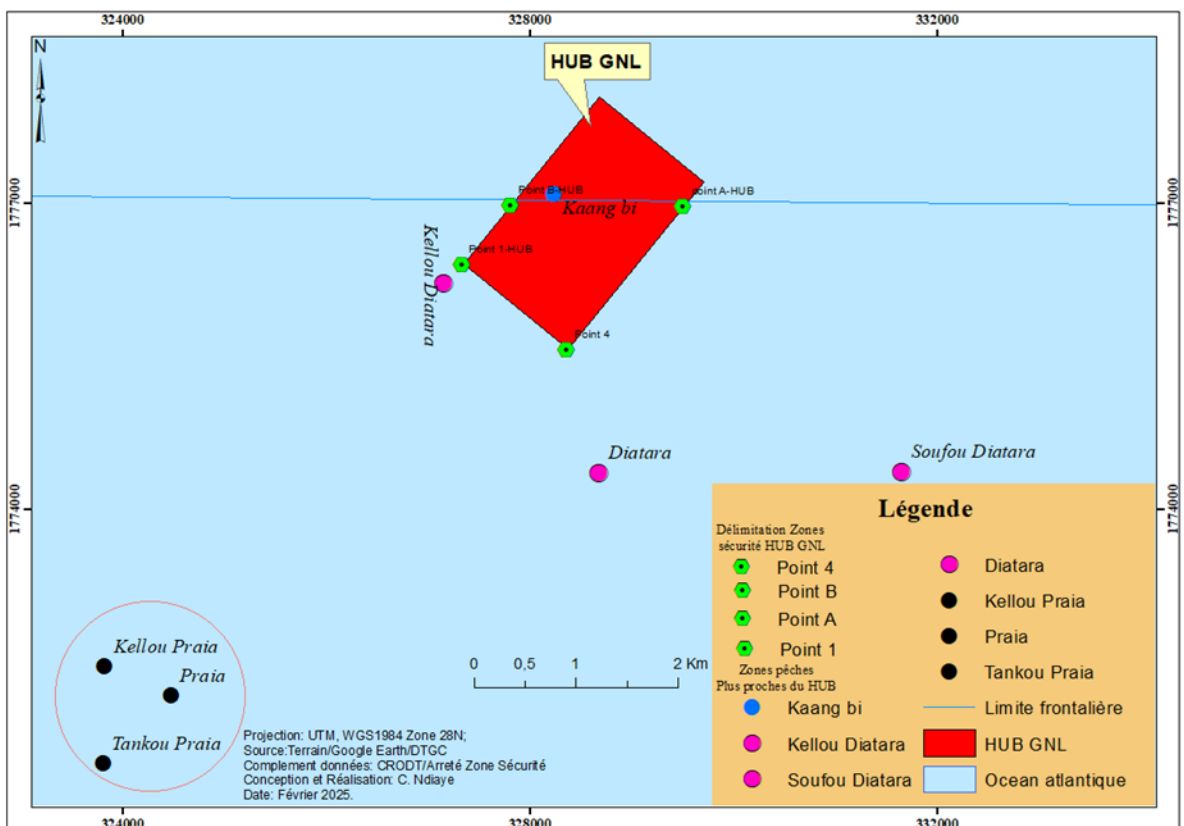 324000
328000
332000
N
HUB GNL
1777000
1777000
Point B-HUB
point A-HUB
Kaang bi
Kellou Diatara
Point 1-HUB
Point 4
Diatara
Soufou Diatara
1774000
1774000
Légende
Délimitation Zones
sécurité HUB GNL
Point 4
Point B
Point A
Point 1
Zones pêches
Plus proches du HUB
Kaang bi
Kellou Diatara
Soufou Diatara
Diatara
Kellou Praia
Praia
Tankou Praia
Limite frontalière
HUB GNL
Ocean atlantique
Kellou Praia
Praia
Tankou Praia
0 0,5 1 2 Km
Projection: UTM, WGS1984 Zone 28N;
Source:Terrain/Google Earth/DTGC
Complement données: CRODT/Arreté Zone Sécurité
Conception et Réalisation: C. Ndiaye
Date: Février 2025.
324000
328000
332000